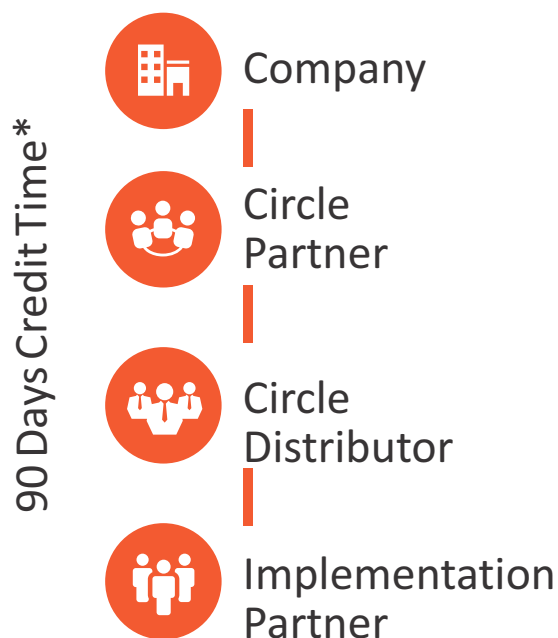 90 Days Credit Time*
Company
Circle
Partner
Circle
Distributor
Implementation
Partner